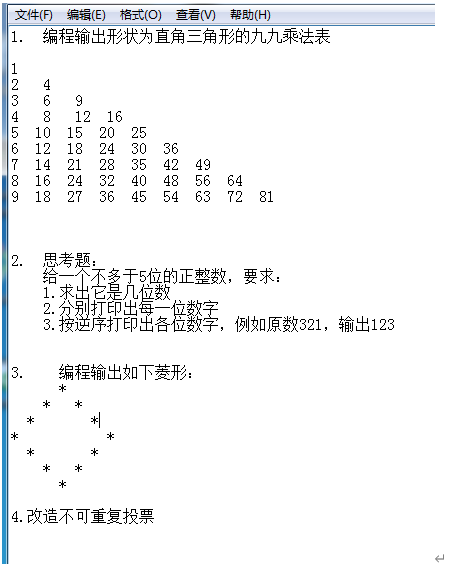 文件(F) 编辑(E) 格式(O) 查看(V) 帮助(H)
1. 编程输出形状为直角三角形的九九乘法表
1
2 4
3 6 9
4 8 12 16
5 10 15 20 25
6 12 18 24 30 36
7 14 21 28 35 42 49
8 16 24 32 40 48 56 64
9 18 27 36 45 54 63 72 81
2. 思考题：
给一个不多于5位的正整数，要求：
1.求出它是几位数
2.分别打印出每一位数字
3.按逆序打印出各位数字，例如原数321，输出123
3. 编程输出如下菱形：
*
* *
* *
* *
* *
* *
*
4.改造不可重复投票